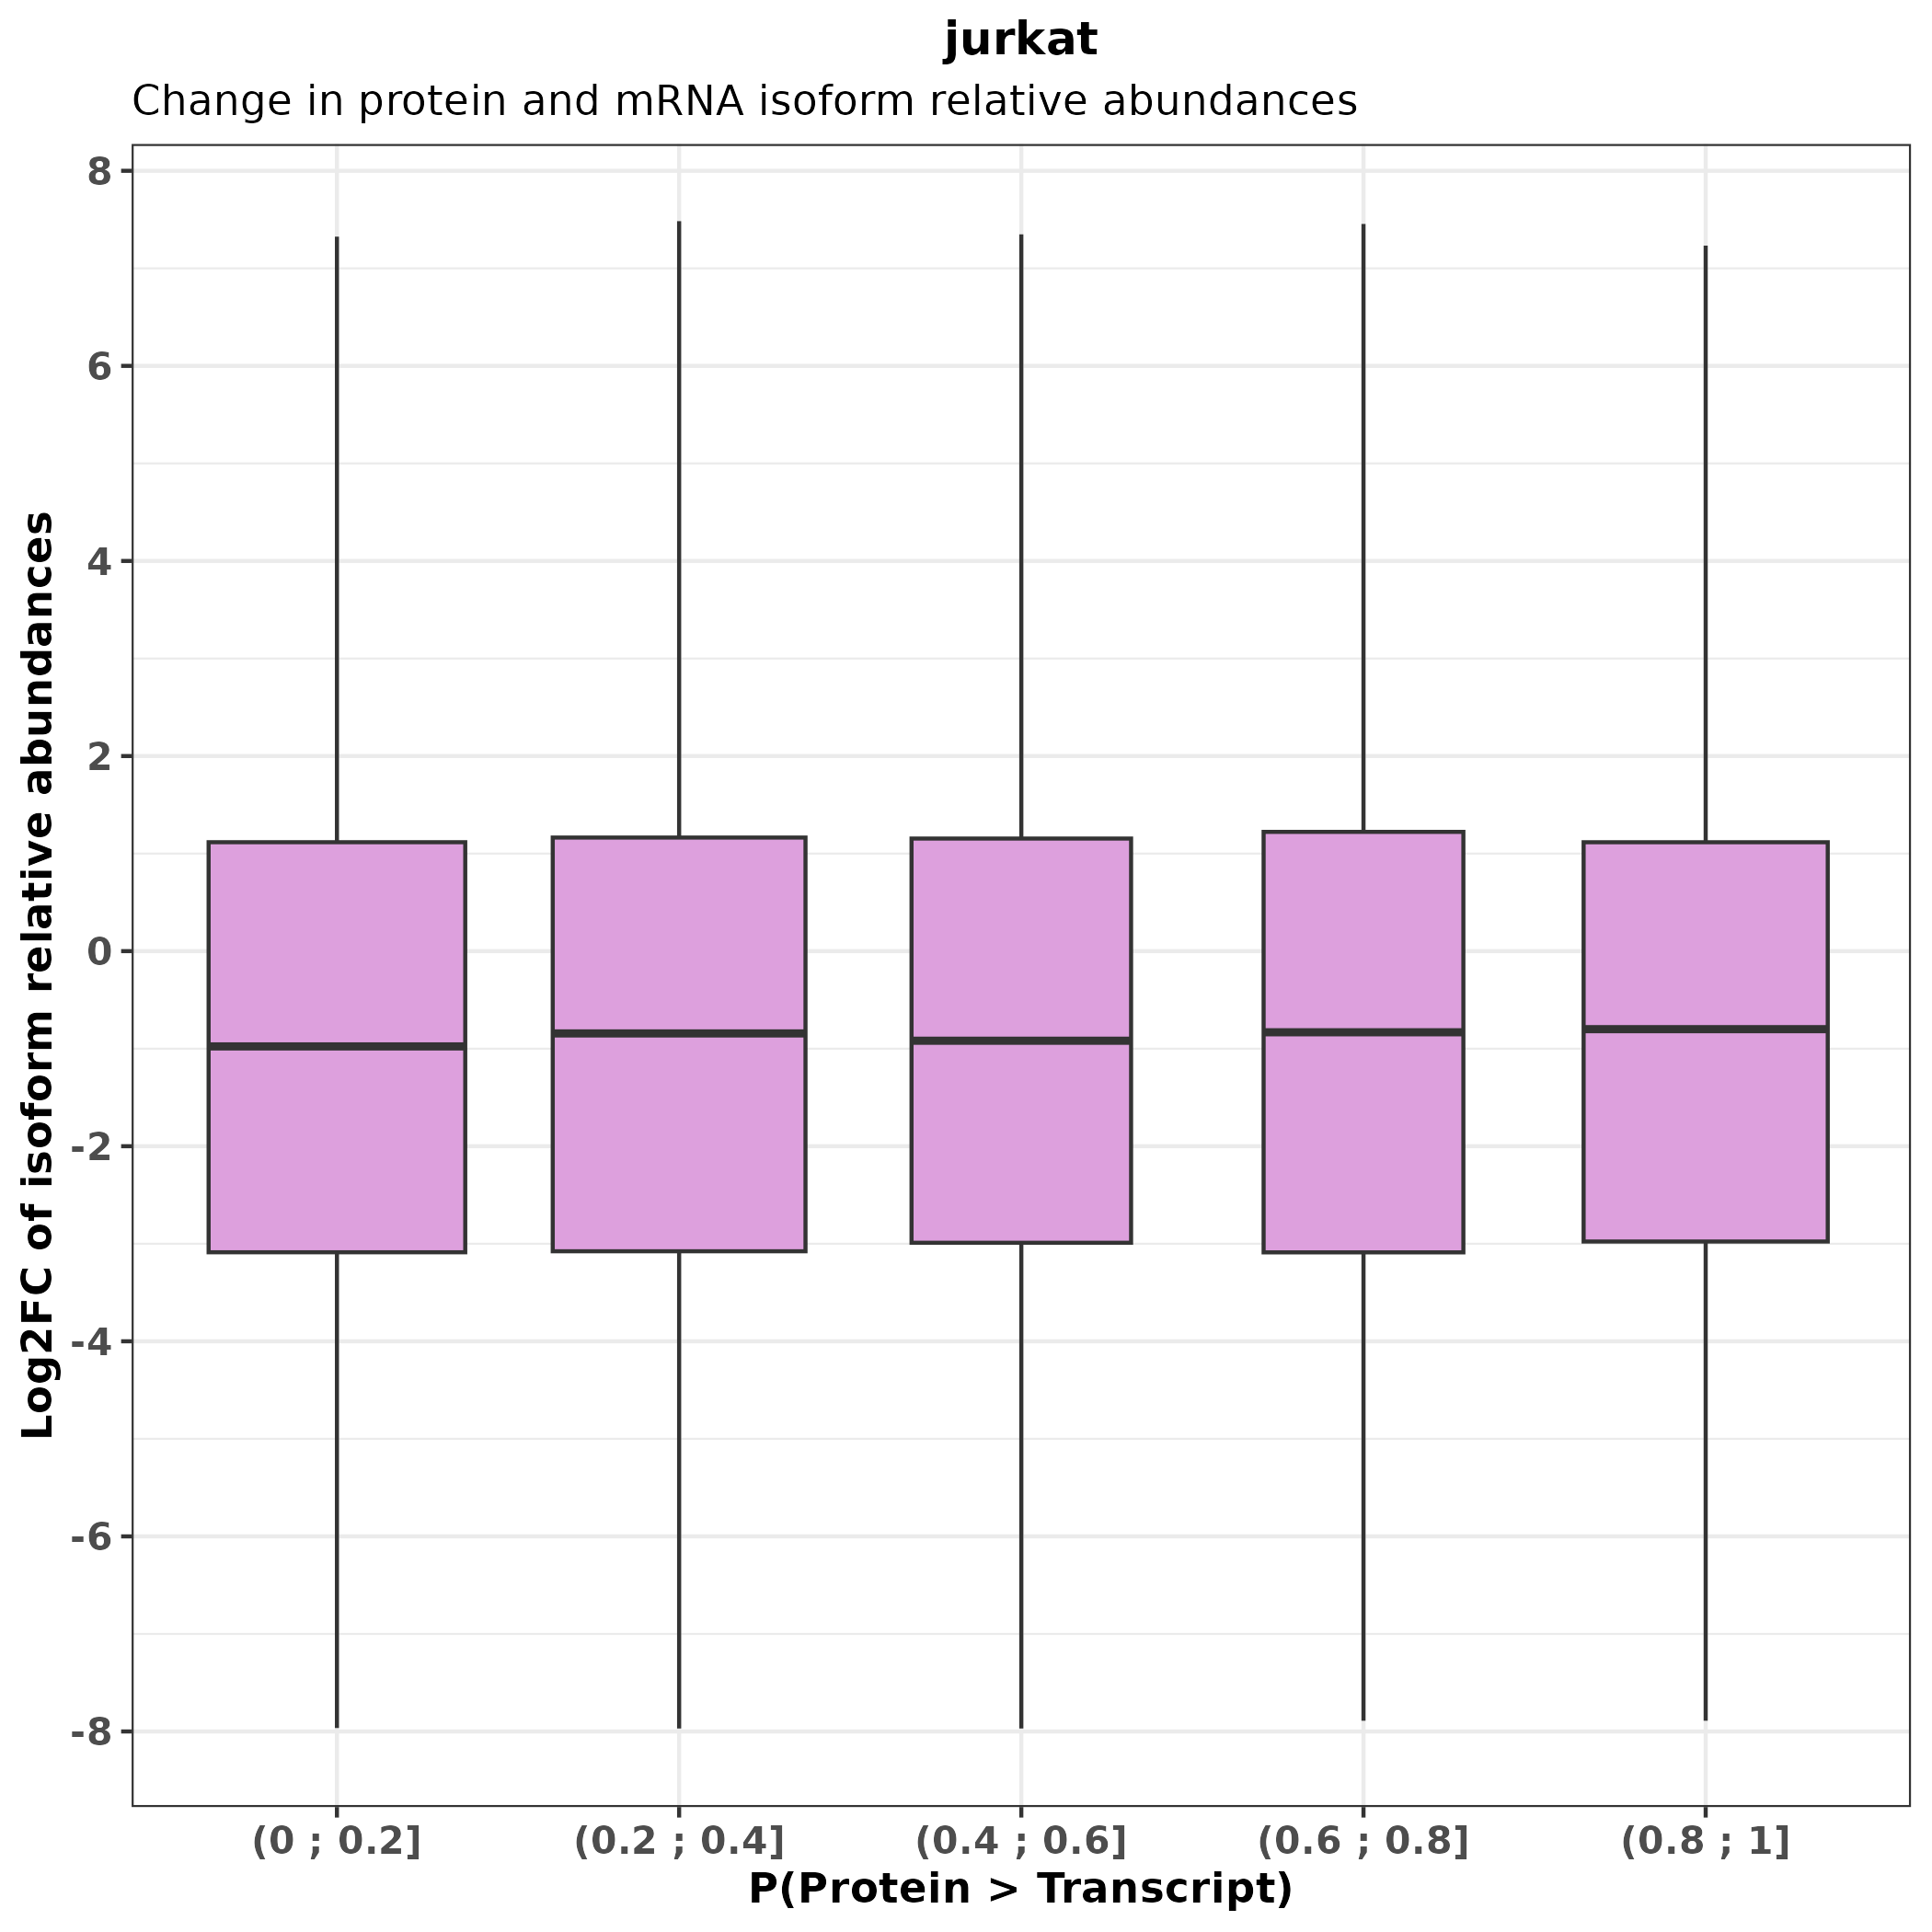 jurkat
Change in protein and mRNA isoform relative abundances
Log2FC of isoform relative abundances
8
6
4
2
0
-2
-4
-6
-8
(0 ; 0.2] (0.2 ; 0.4] (0.4 ; 0.6] (0.6 ; 0.8] (0.8 ; 1]
P(Protein > Transcript)